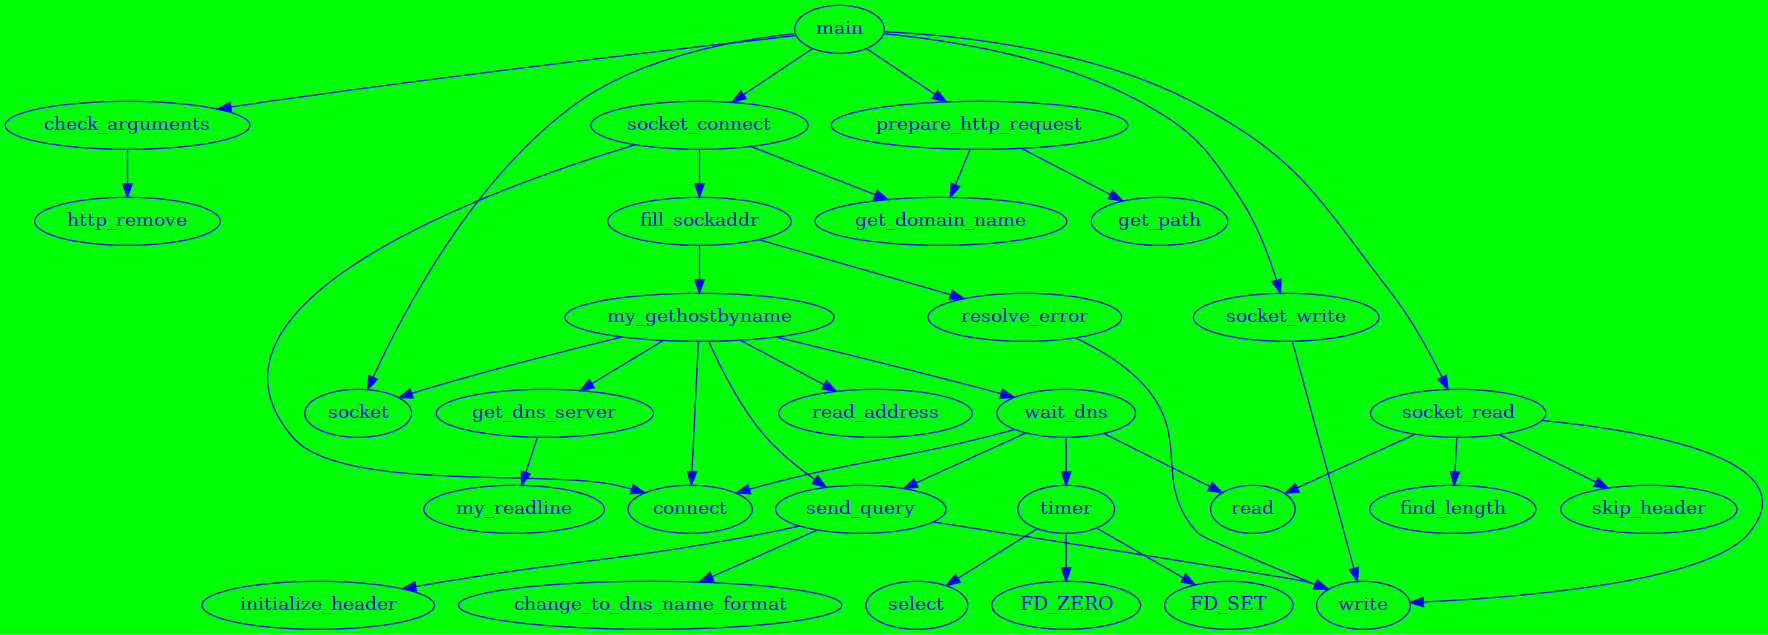 main
check_arguments
socket_connect
prepare_http_request
http_remove
fill_sockaddr
get_domain_name
get_path
my_gethostbyname
resolve_error
socket_write
socket
get_dns_server
read_address
wait_dns
socket_read
my_readline
connect
send_query
timer
read
find_length
skip_header
initialize_header
change_to_dns_name_format
select
FD_ZERO
FD_SET
write